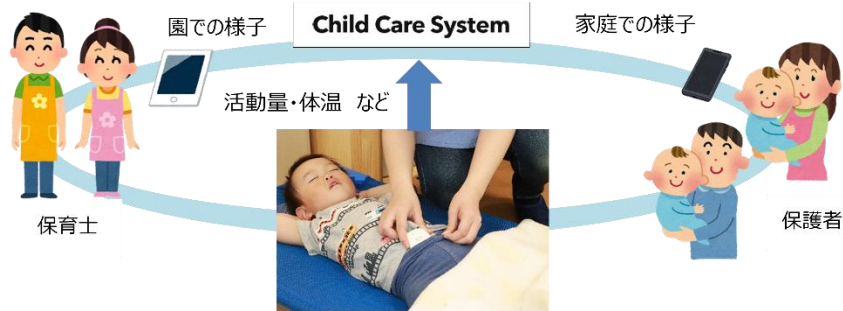 園での様子
Child Care System
家庭での様子
活動量・体温　など
保育士
保護者